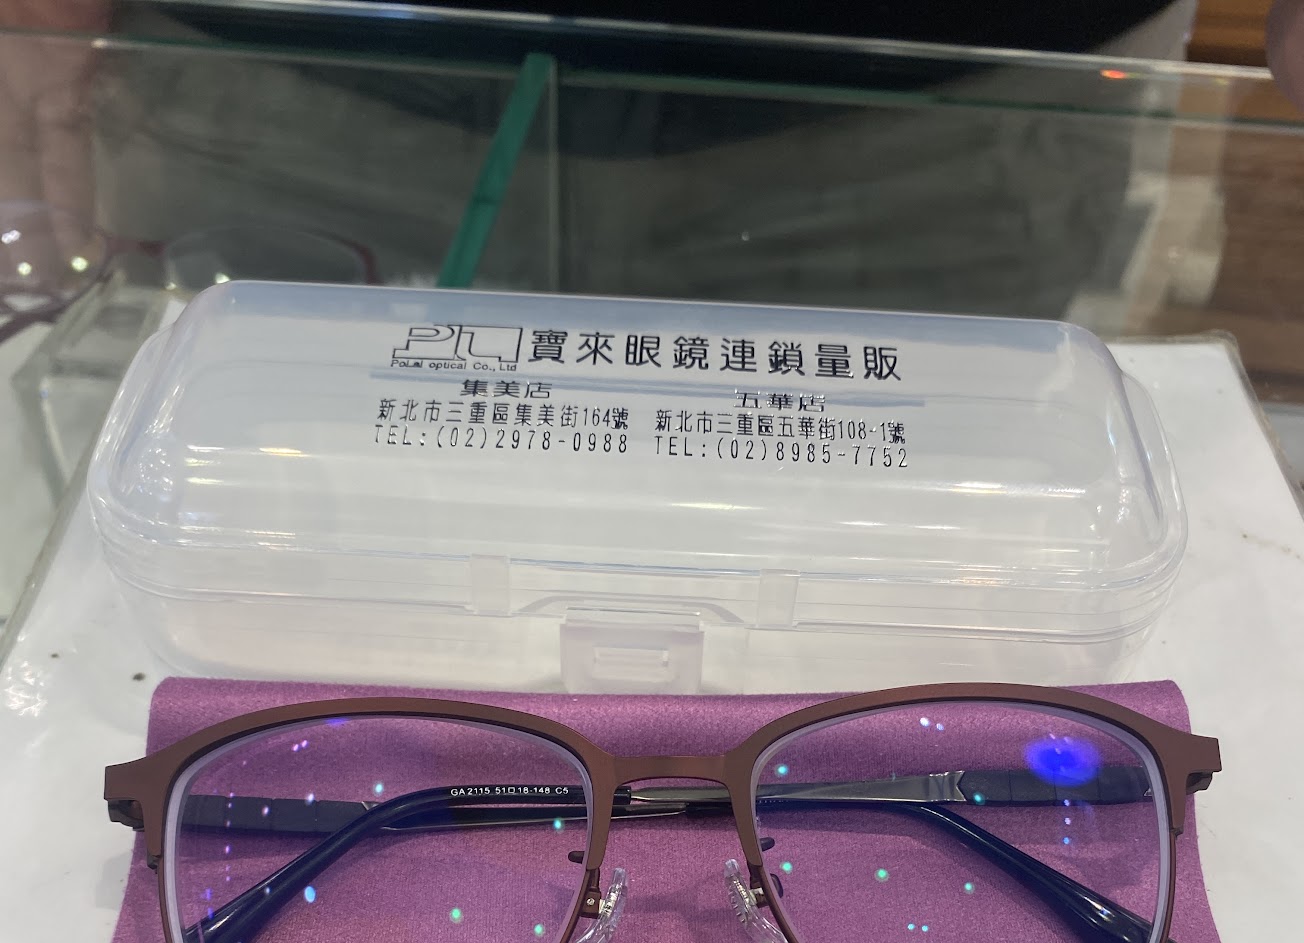 PL 寶來眼鏡連鎖量販
PoLai optical Co., Ltd
集美店
五華店
新北市三重區集美街164號
新北市三重區五華街108-1號
TEL:(02)2978-0988
TEL:(02)8985-7752
GA2115 51□18-148 C5